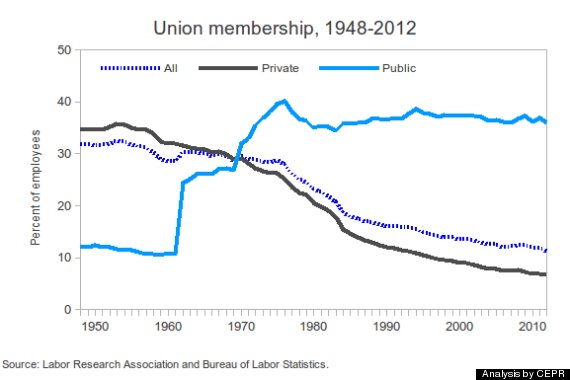 Union membership, 1948-2012
50
All Private Public
40
30
20
10
0
Percent of employees
1950 1960 1970 1980 1990 2000 2010
Source: Labor Research Association and Bureau of Labor Statistics.
Analysis by CEPR